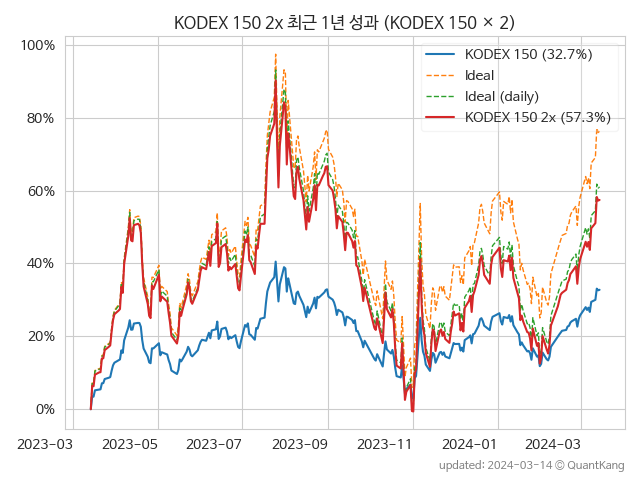 KODEX 150 2x 최근 1년 성과 (KODEX 150 × 2)
100%
80%
60%
40%
20%
0%
KODEX 150 (32.7%)
Ideal
Ideal (daily)
KODEX 150 2x (57.3%)
2023-03
2023-05
2023-07
2023-09
2023-11
2024-01
2024-03
updated: 2024-03-14 ⓒ QuantKang